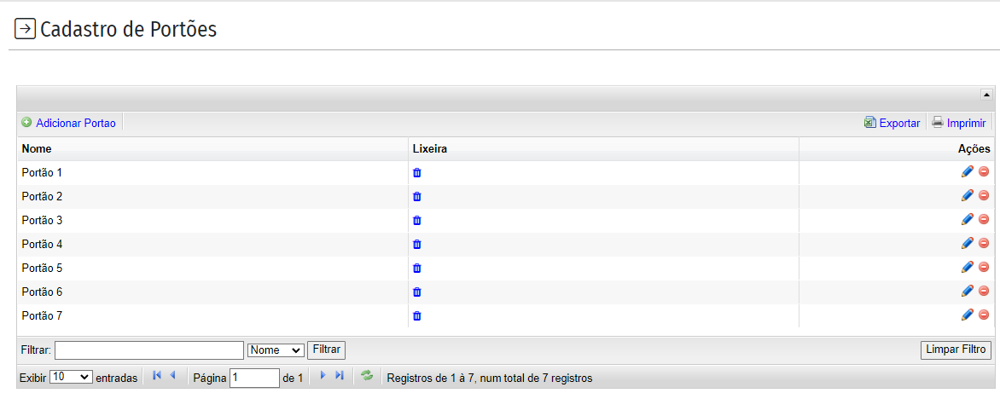 Cadastro de Portões
Adicionar Portao Exportar Imprimir
Nome Lixeira Ações
Portão 1
Portão 2
Portão 3
Portão 4
Portão 5
Portão 6
Portão 7
Filtrar: Nome Filtrar Limpar Filtro
Exibir 10 entradas Página 1 de 1 Registros de 1 à 7, num total de 7 registros